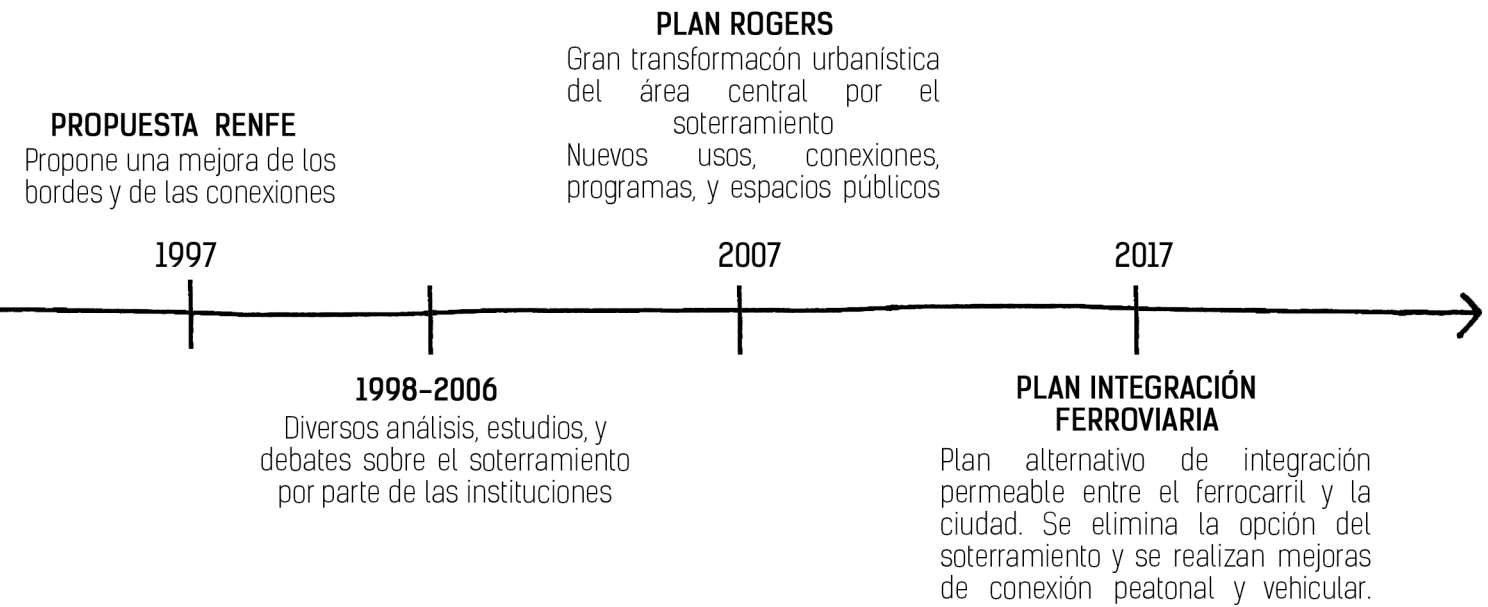 PROPUESTA RENFE
Propone una mejora de los
bordes y de las conexiones
1997
1998-2006
Diversos análisis, estudios, y
debates sobre el soterramiento
por parte de las instituciones
PLAN ROGERS
Gran transformacón urbanística
del área central por el
soterramiento
Nuevos usos, conexiones,
programas, y espacios públicos
2007
2017
PLAN INTEGRACIÓN
FERROVIARIA
Plan alternativo de integración
permeable entre el ferrocarril y la
ciudad. Se elimina la opción del
soterramiento y se realizan mejoras
de conexión peatonal y vehicular.